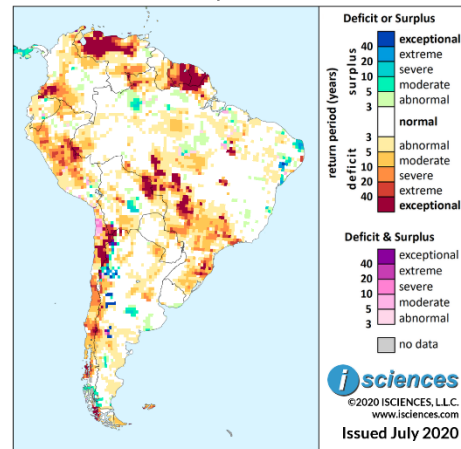 Deficit or Surplus
return period (years)
surplus
deficit
40
20
10
5
3
3
5
10
20
40
exceptional
extreme
severe
moderate
abnormal
normal
abnormal
moderate
severe
extreme
exceptional
Deficit & Surplus
40
20
10
5
3
exceptional
extreme
severe
moderate
abnormal
no data
i sciences
©2020 ISCIENCES, L.L.C.
www.isciences.com
Issued July 2020